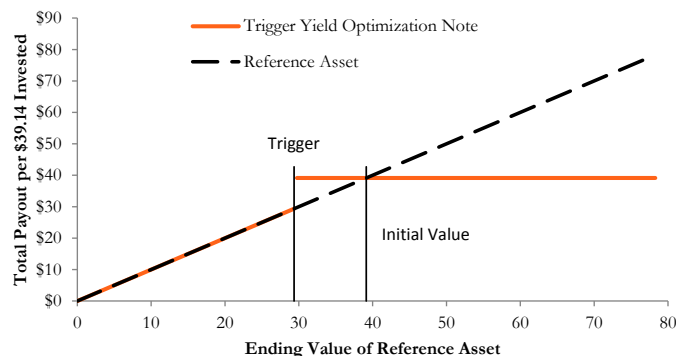 $90
$80
$70
$60
$50
$40
$30
$20
$10
$0
Total Payout per $39.14 Invested
Trigger Yield Optimization Note
Reference Asset
Trigger
Initial Value
0 10 20 30 40 50 60 70 80
Ending Value of Reference Asset